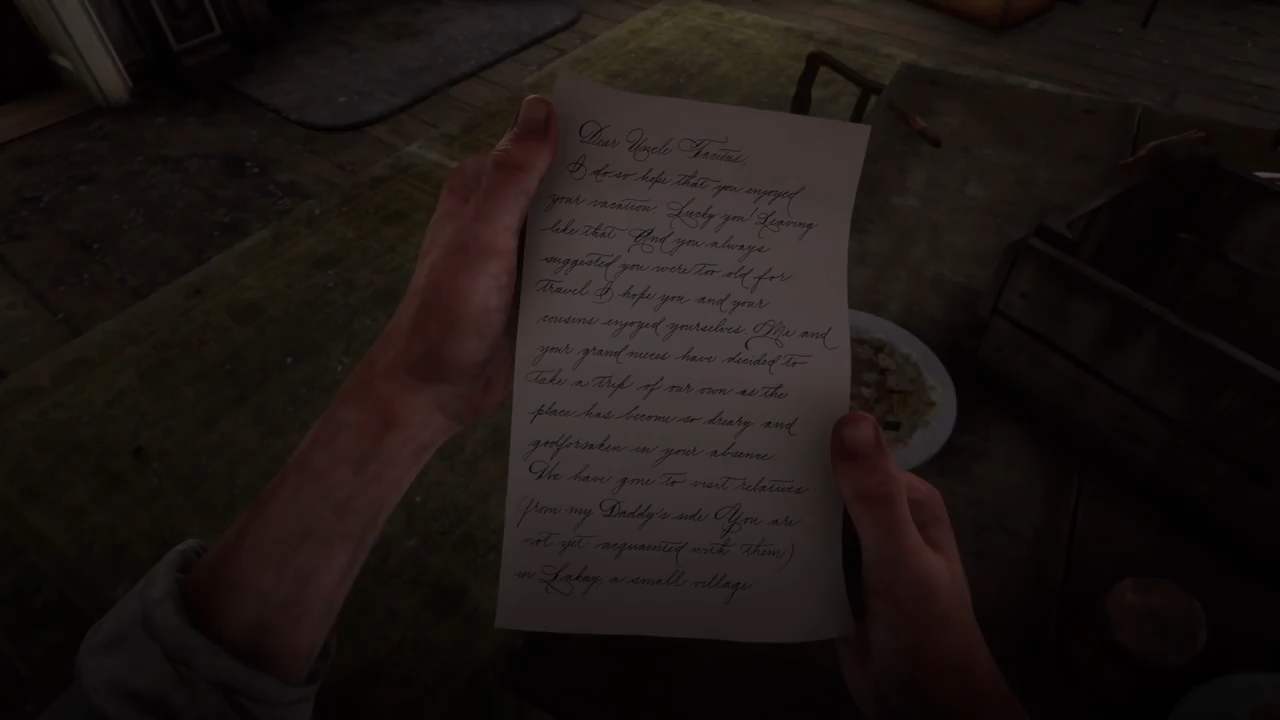 Dear Uncle Tacitus,
I do so hope that you enjoyed
your vacation. Lucky you! Leaving
like that. And you always
suggested you were too old for
travel. I hope you and your
cousins enjoyed yourselves. Ma and
your grand nieces have decided to
take a trip of our own as the
place has become so dreary and
godforsaken in your absence.
We have gone to visit relatives
(from my Daddy's side. You are
not yet acquainted with them)
in Lakay, a small village